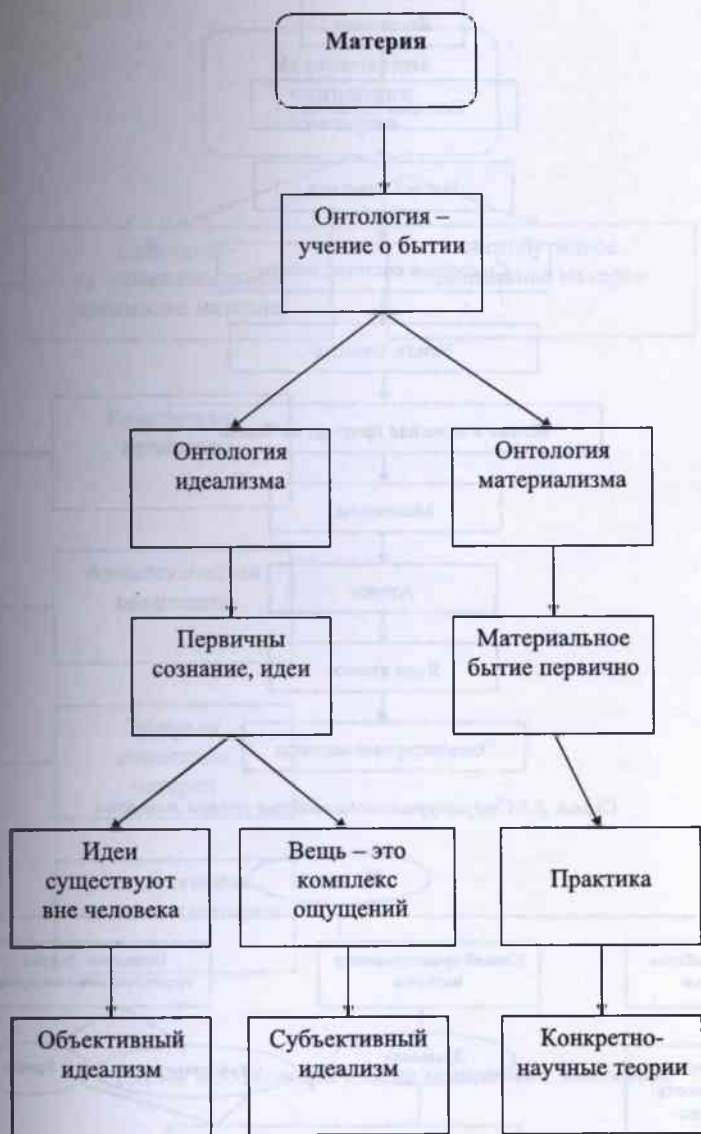 Материя
Онтология –
учение о бытии
Онтология
идеализма
Онтология
материализма
Первичны
сознание, идеи
Материальное
бытие первично
Идеи
существуют
вне человека
Вещь – это
комплекс
ощущений
Практика
Объективный
идеализм
Субъективный
идеализм
Конкретно-
научные теории